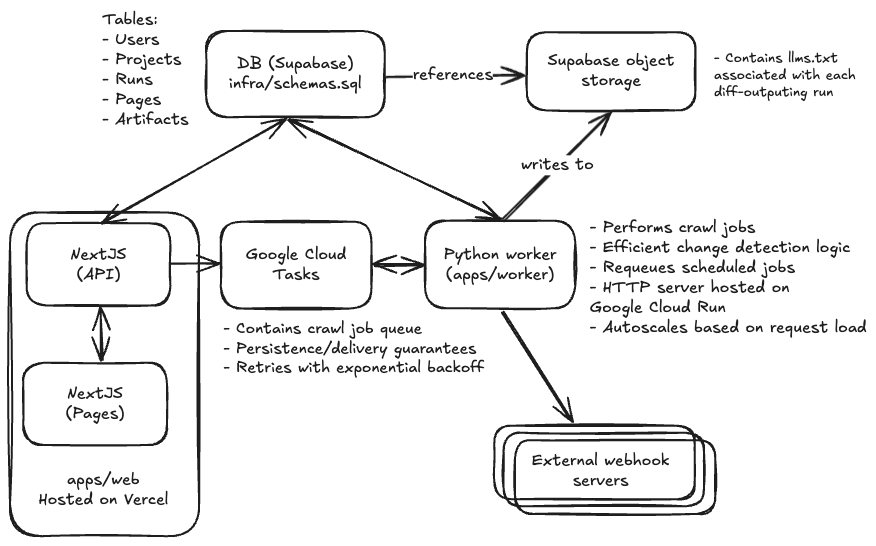 Tables:
- Users
- Projects
- Runs
- Pages
- Artifacts
DB (Supabase)
infra/schemas.sql
references
Supabase object
storage
- Contains llms.txt
associated with each
diff-outputing run
writes to
NextJS
(API)
Google Cloud
Tasks
Python worker
(apps/worker)
- Performs crawl jobs
- Efficient change detection logic
- Requeues scheduled jobs
- HTTP server hosted on
Google Cloud Run
- Autoscales based on request load
- Contains crawl job queue
- Persistence/delivery guarantees
- Retries with exponential backoff
NextJS
(Pages)
apps/web
Hosted on Vercel
External webhook
servers